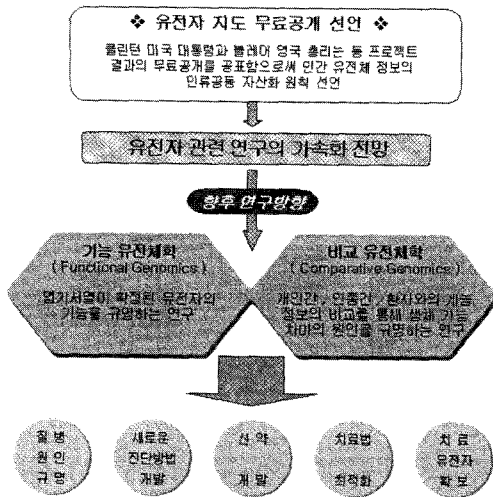 ❖ 유전자 지도 무료공개 선언 ❖
클린턴 미국 대통령과 블레어 영국 총리는 동 프로젝트
결과의 무료공개를 공표함으로써 인간 유전체 정보의
인류공동 자산화 원칙 선언
유전자 관련 연구의 가속화 전망
향후 연구방향
기능 유전체학
( Functional Genomics )
염기서열이 확정된 유전자의
기능을 규명하는 연구
비교 유전체학
( Comparative Genomics )
개인간, 인종간, 환자와의 게놈
정보의 비교를 통해 생체 기능
차이의 원인을 규명하는 연구
질 병
원 인
규 명
새로운
진단방법
개발
신 약
개 발
치료법
최적화
치 료
유전자
확 보